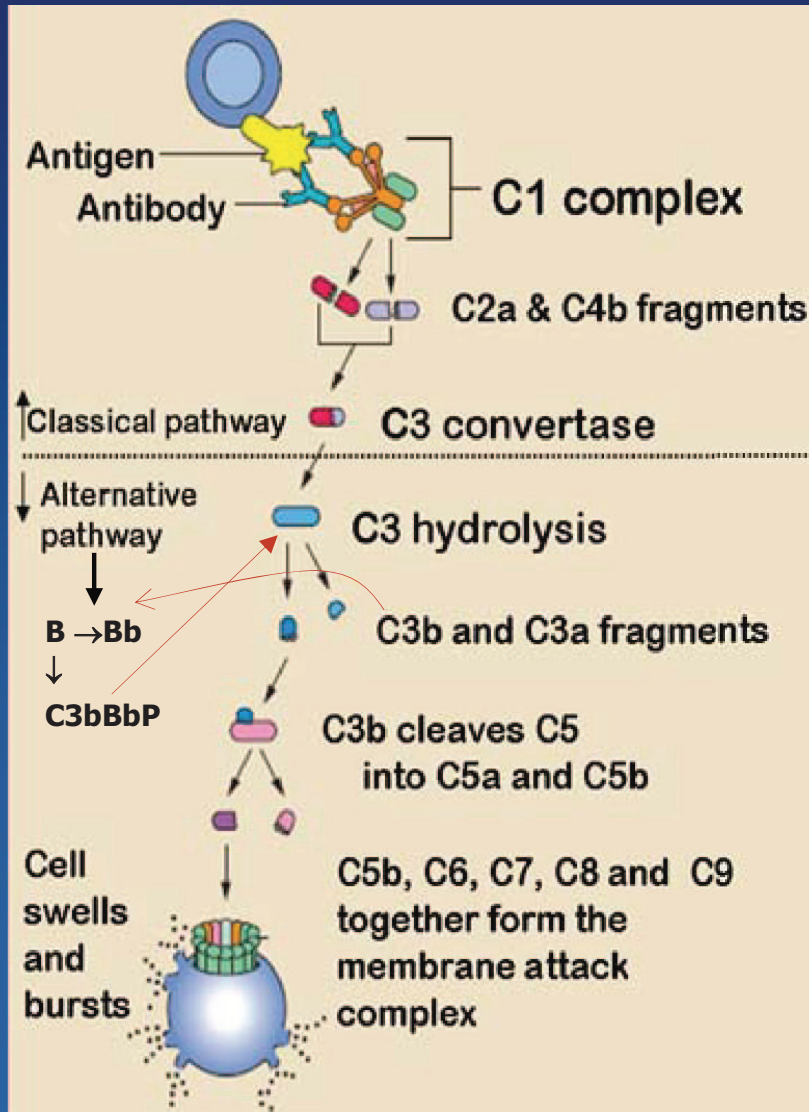 Antigen
Antibody
C1 complex
C2a & C4b fragments
Classical pathway
C3 convertase
Alternative
pathway
C3 hydrolysis
B →Bb
↓
C3bBbP
C3b and C3a fragments
C3b cleaves C5
into C5a and C5b
Cell
swells
and
bursts
C5b, C6, C7, C8 and C9
together form the
membrane attack
complex